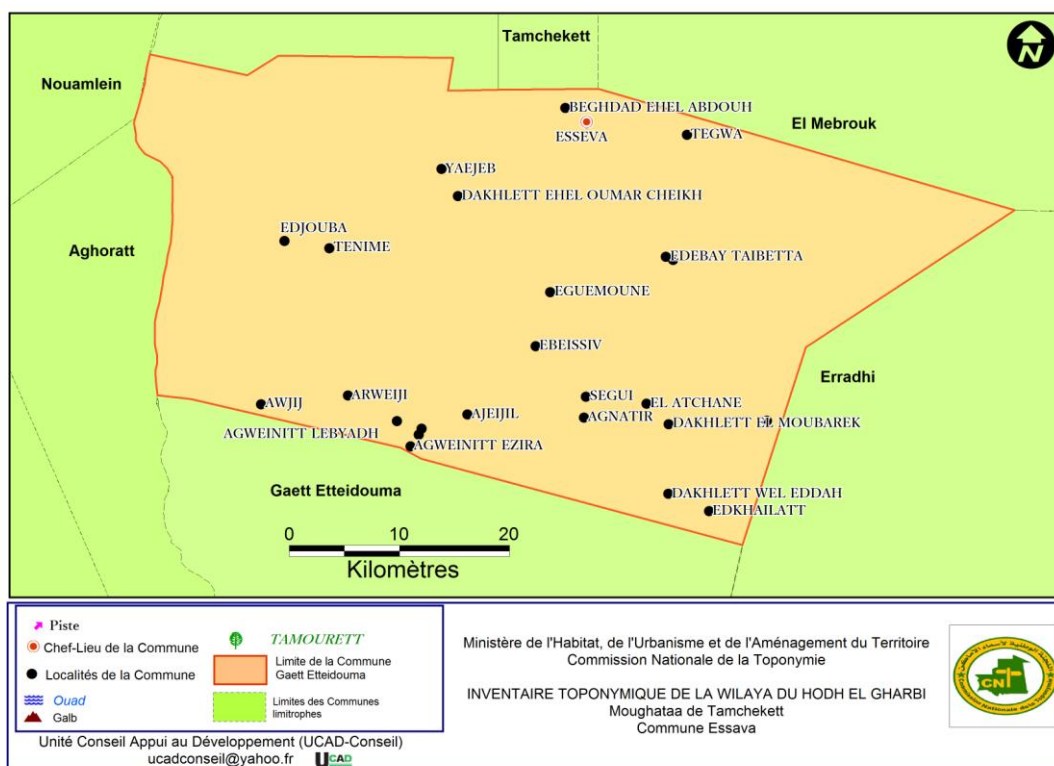 Tamchekett
N
Nouamlein
BEGHDAD EHEL ABDOUH
ESSEVA
El Mebrouk
TEGWA
YAEJEB
DAKHLETT EHEL OUMAR CHEIKH
EDJOUBA
TENIME
Aghoratt
EDEBAY TAIBETTA
EGUEMOUNE
EBEISSIV
Erradhi
ARWEIJI
SEGUI
AWJIJ
EL ATCHANE
AJEIJIL
AGNATIR
DAKHLETT EL MOUBAREK
AGWEINITT LEBYADH
AGWEINITT EZIRA
Gaett Etteidouma
DAKHLETT WEL EDDAH
EDKHAILATT
0 10 20
Kilomètres
Piste
Chef-Lieu de la Commune
Localités de la Commune
Ouad
Galb
TAMOURETT
Limite de la Commune
Gaett Etteidouma
Limites des Communes
limitrophes
Unité Conseil Appui au Développement (UCAD-Conseil)
ucadconseil@yahoo.fr UCAD
Ministère de l'Habitat, de l'Urbanisme et de l'Aménagement du Territoire
Commission Nationale de la Toponymie
INVENTAIRE TOPONYMIQUE DE LA WILAYA DU HODH EL GHARBI
Moughataa de Tamchekett
Commune Essava
CNT
Commission Nationale de la Toponymie